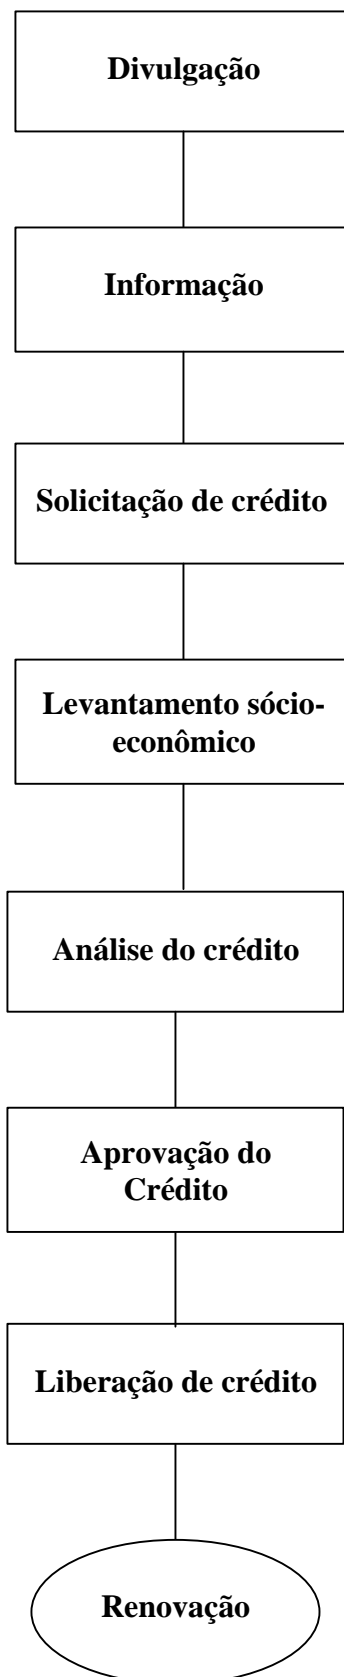 Divulgação
Informação
Solicitação de crédito
Levantamento sócio-
econômico
Análise do crédito
Aprovação do
Crédito
Liberação de crédito
Renovação